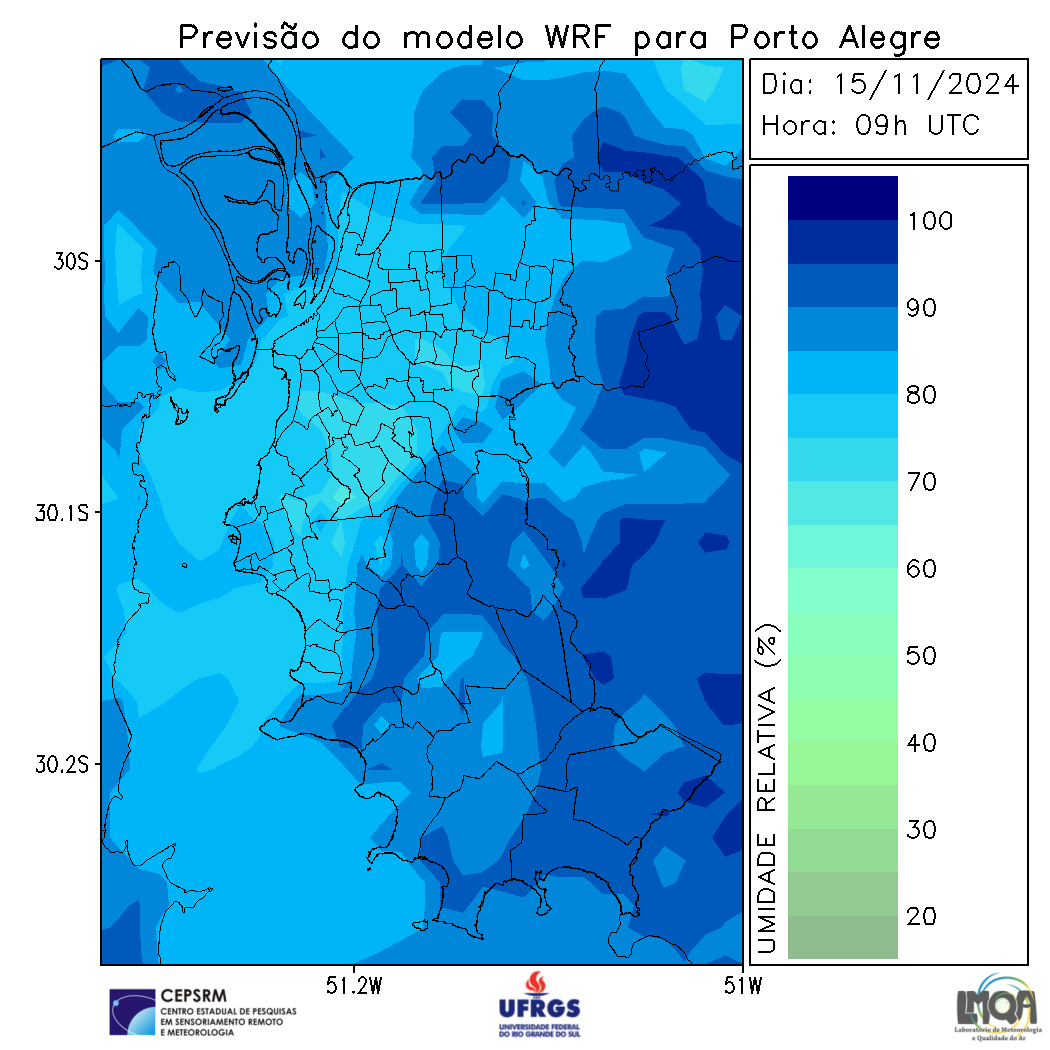 Previsão do modelo WRF para Porto Alegre
Dia: 15/11/2024
Hora: 09h UTC
30S
30.1S
30.2S
51.2W
51W
UMIDADE RELATIVA (%)
100
90
80
70
60
50
40
30
20
CEPSRM
CENTRO ESTADUAL DE PESQUISAS
EM SENSORIAMENTO REMOTO
E METEOROLOGIA
UFRGS
UNIVERSIDADE FEDERAL
DO RIO GRANDE DO SUL
LMQA
Laboratório de Meteorologia
e Qualidade do Ar